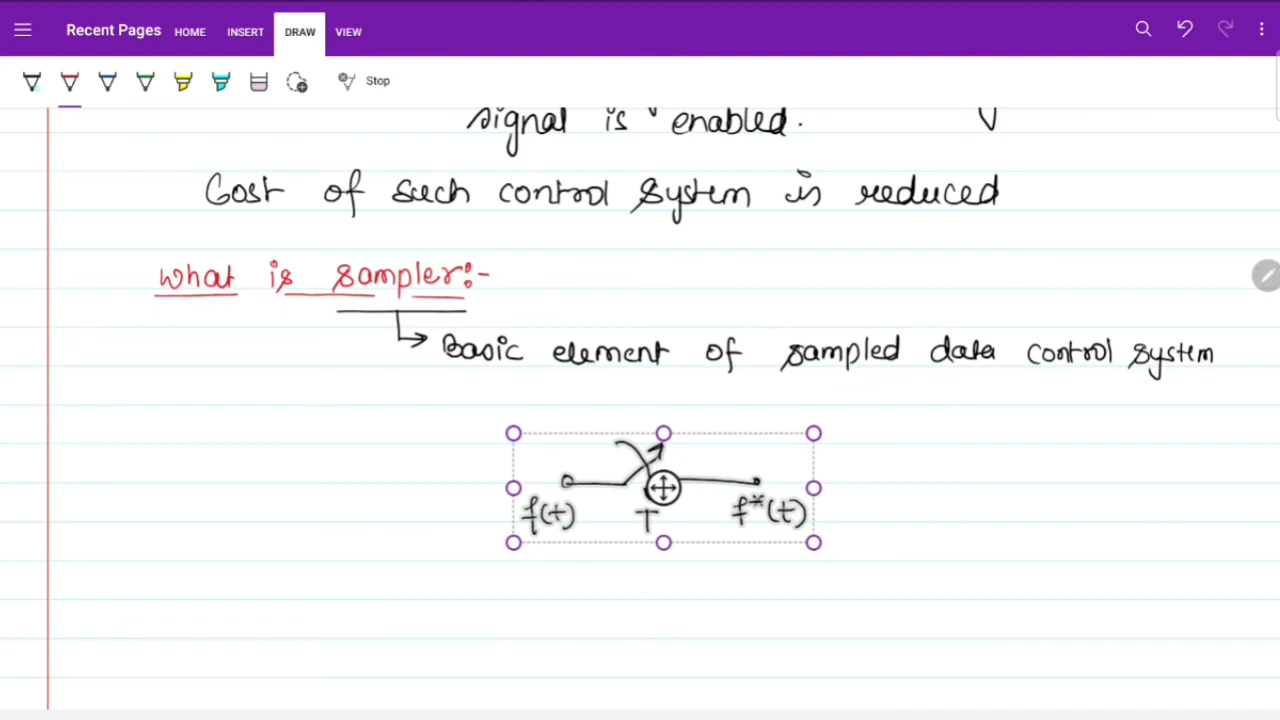 Recent Pages HOME INSERT DRAW VIEW
Stop
signal is enabled.
Cost of such control system is reduced
What is sampler:-
Basic element of sampled data control system
f(t) T f*(t)